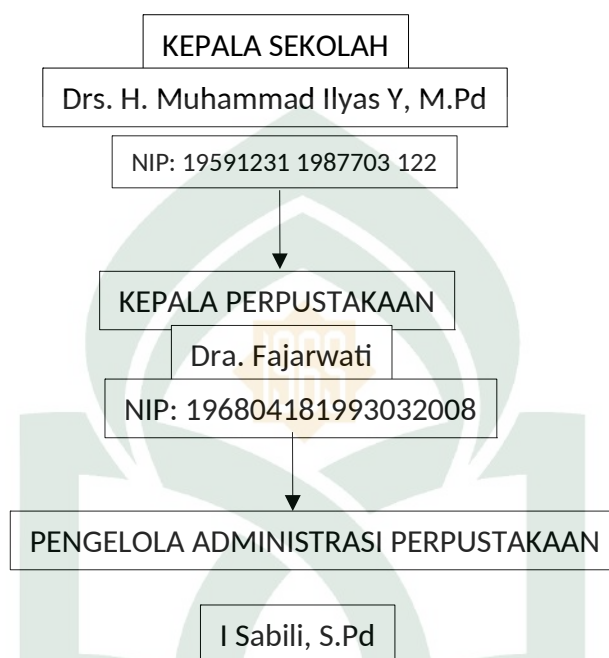 KEPALA SEKOLAH
Drs. H. Muhammad Ilyas Y, M.Pd
NIP: 19591231 1987703 122
KEPALA PERPUSTAKAAN
Dra. Fajarwati
NIP: 196804181993032008
PENGELOLA ADMINISTRASI PERPUSTAKAAN
I Sabili, S.Pd